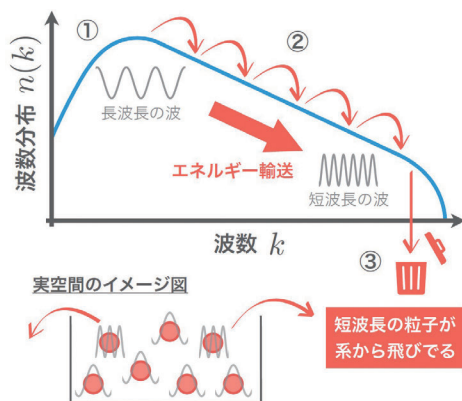 ①
②
波数分布 n(k)
長波長の波
エネルギー輸送
短波長の波
波数 k
③
実空間のイメージ図
短波長の粒子が
系から飛びでる